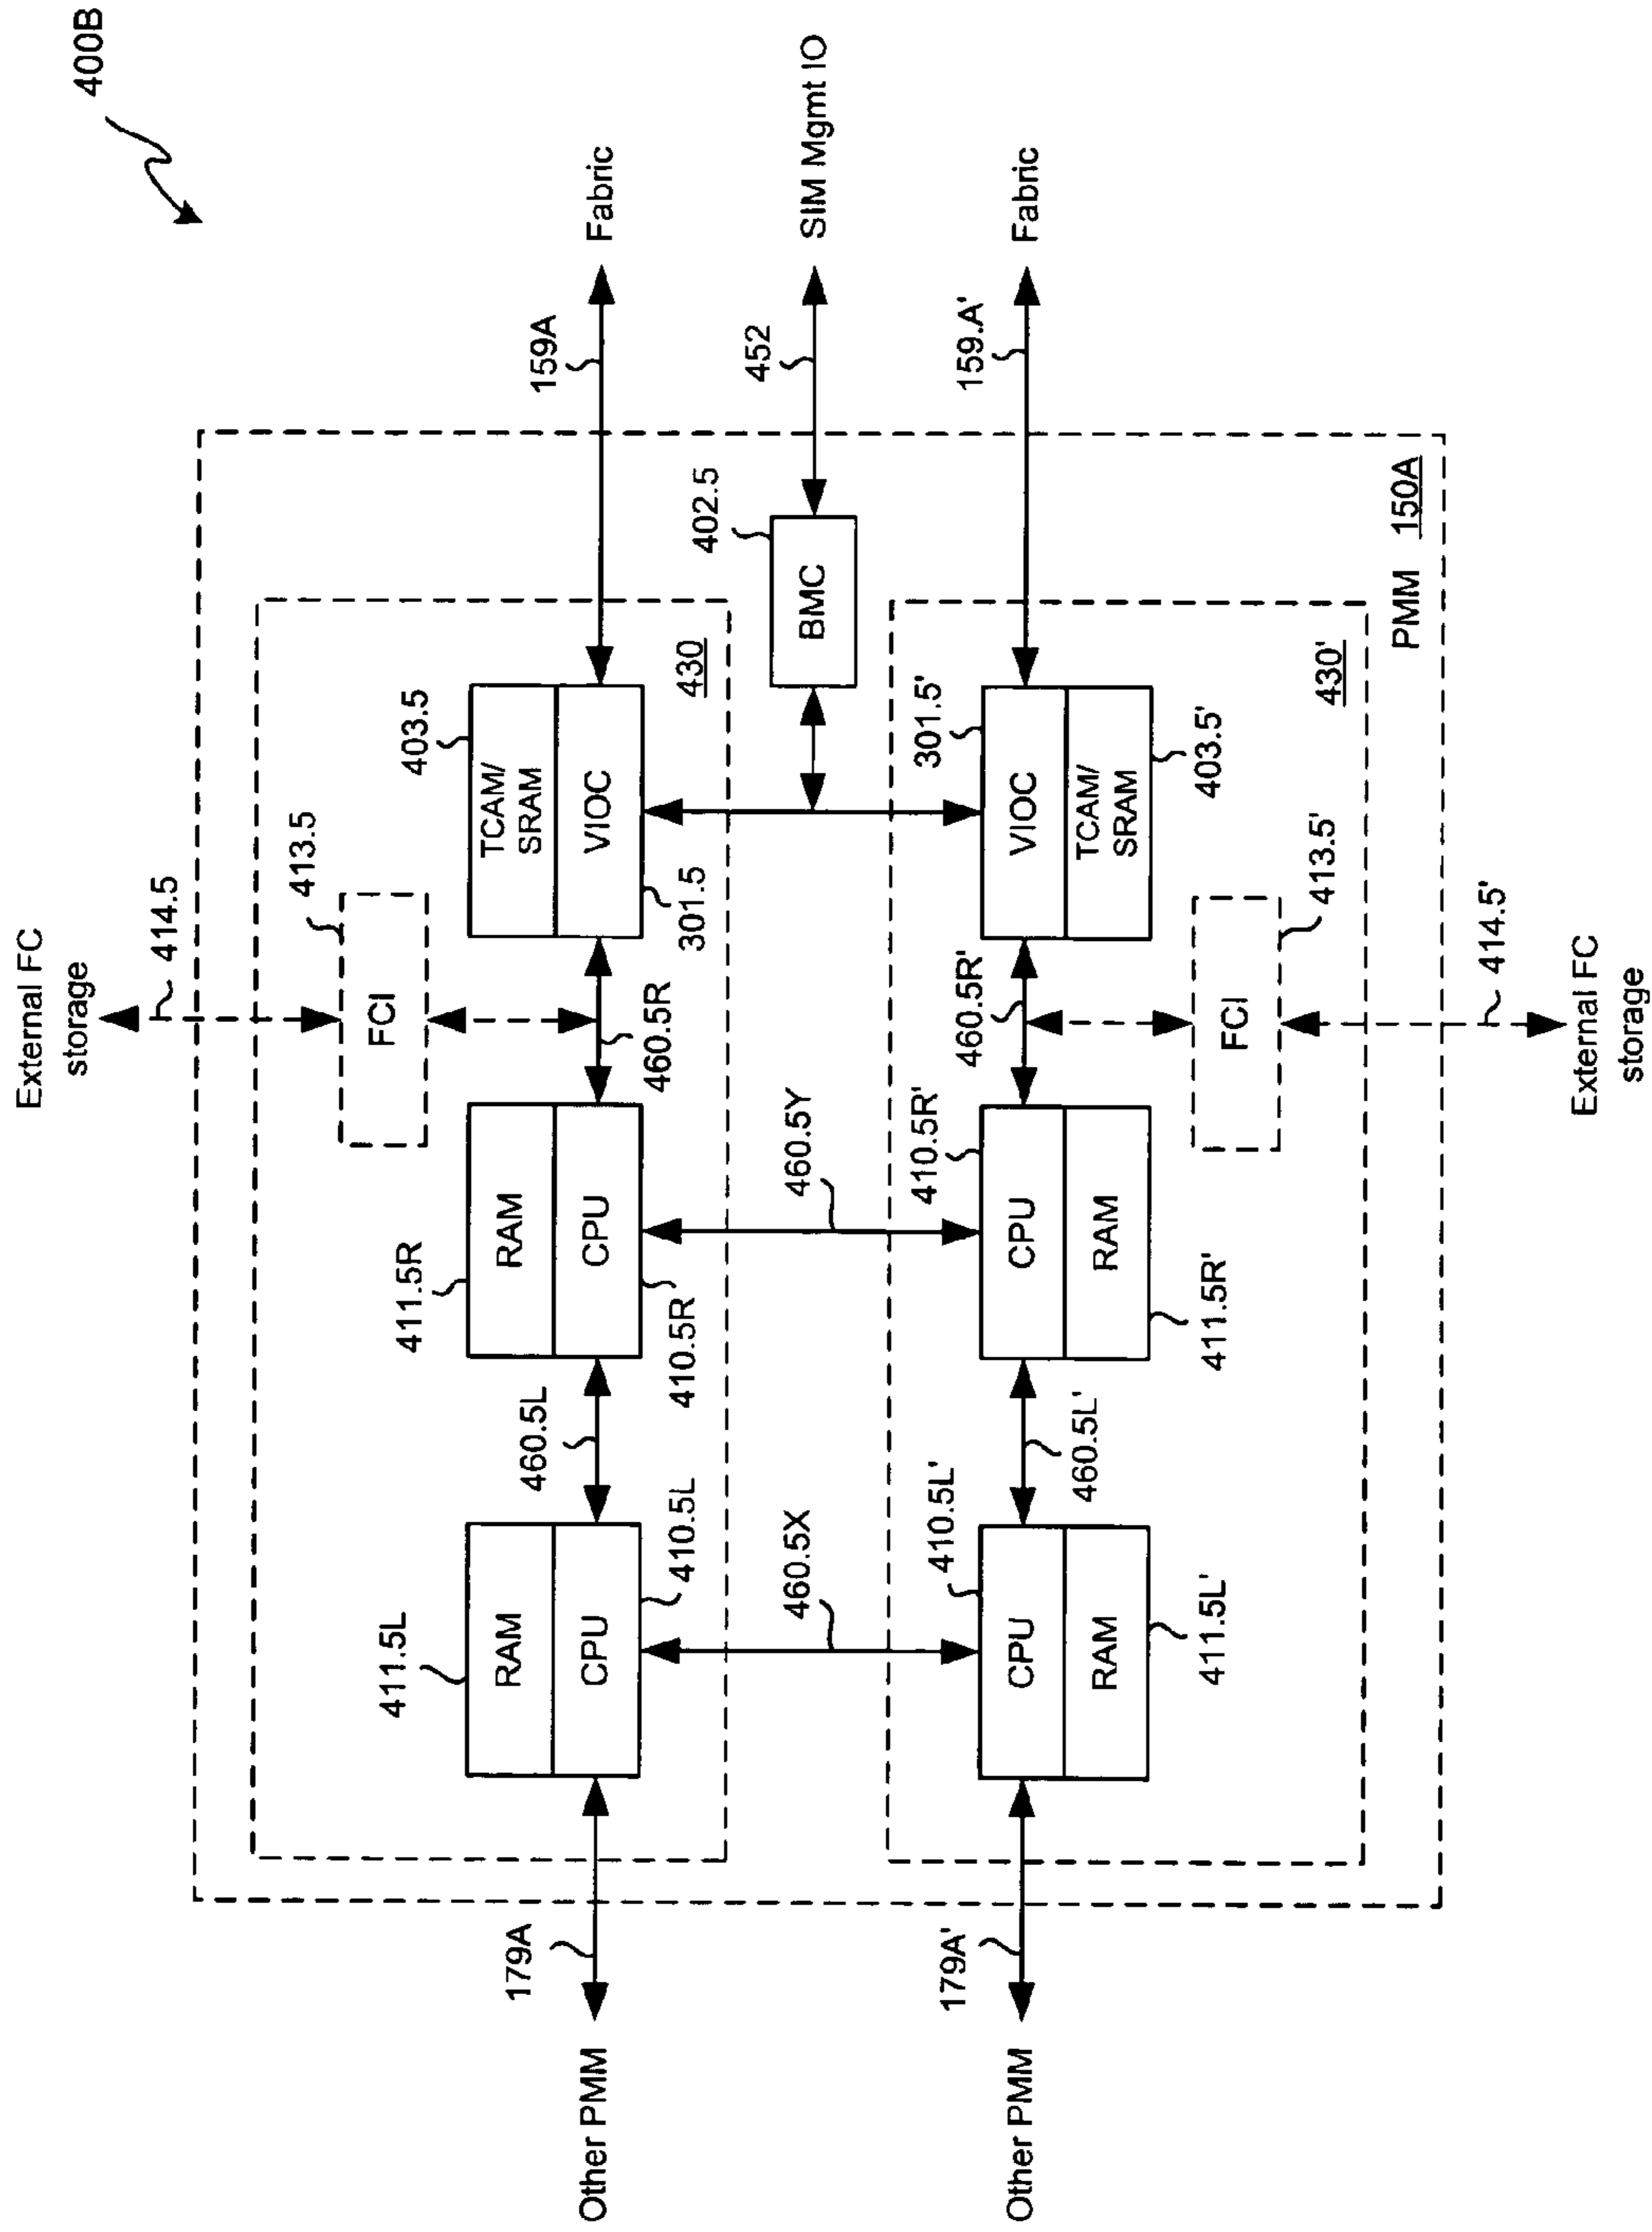 400B
External FC
storage
414.5
413.5
FCI
403.5
159A
Fabric
411.5L
411.5R
RAM
CPU
RAM
CPU
TCAM/
SRAM
VIOC
Other PMM
179A
460.5L
460.5R
410.5L
410.5R
301.5
430
402.5
BMC
452
SIM Mgmt IO
460.5X
460.5Y
410.5L'
410.5R'
460.5R'
301.5'
159.A'
Fabric
Other PMM
179A'
CPU
RAM
460.5L'
CPU
RAM
VIOC
TCAM/
SRAM
411.5L'
411.5R'
403.5'
FCI
413.5'
430'
PMM 150A
414.5'
External FC
storage